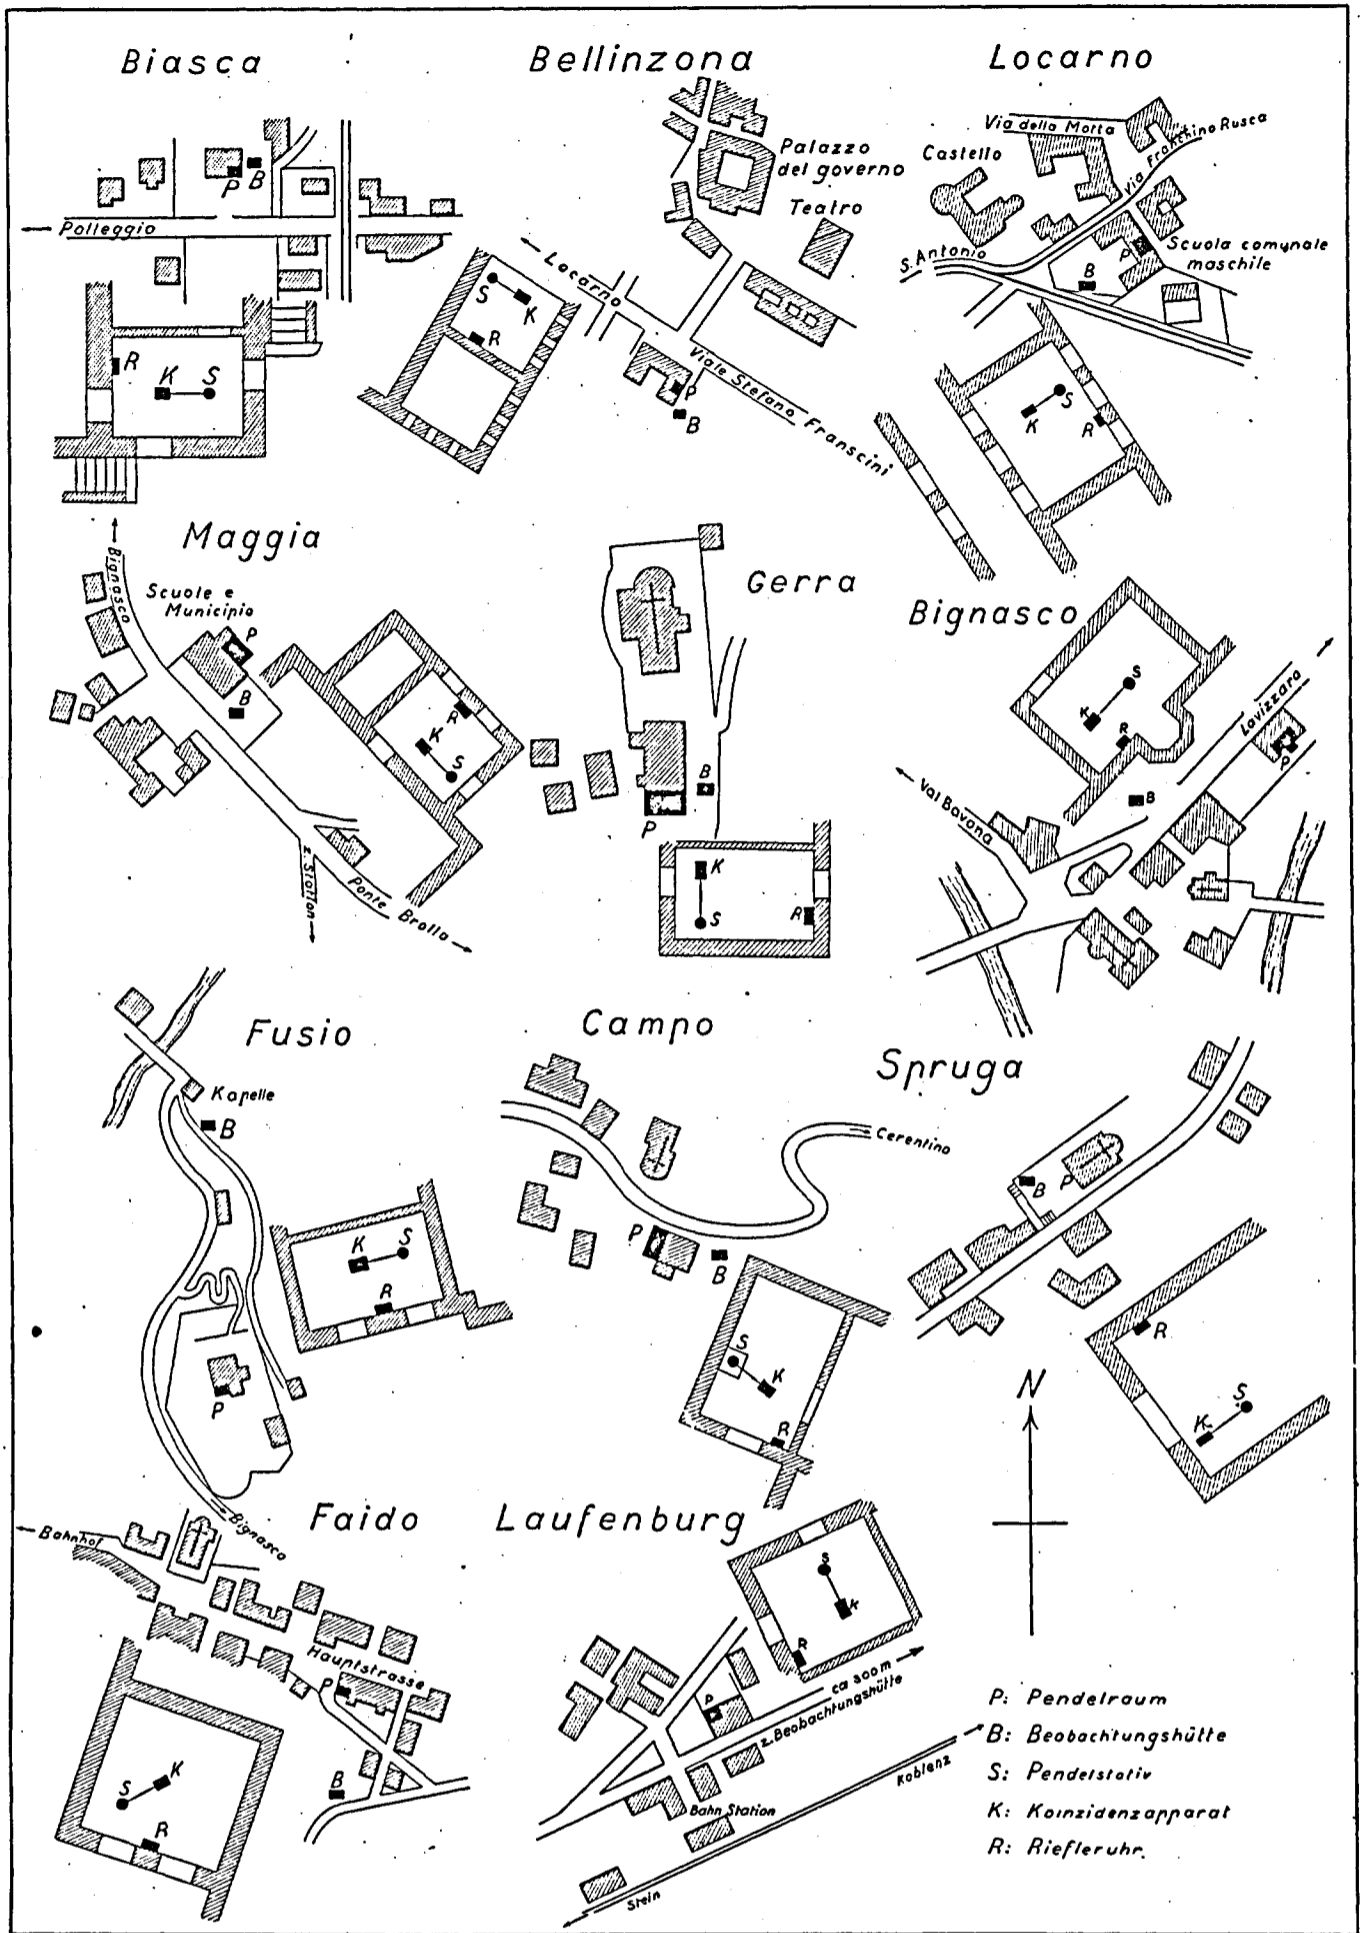 Biasca
P
B
← Polleggio
R
K
S
Bellinzona
Palazzo
del governo
Teatro
← Locarno
S
K
R
Viale Stefano Franscini
P
B
Locarno
Via della Motta
Via Franchino Rusca
Castello
S. Antonio
P
Scuola comunale
maschile
B
S
K
R
Maggia
← Bignasco
Scuole e
Municipio
P
B
R
K
S
z. Station →
Ponte Brolla →
Gerra
B
P
K
S
R
Bignasco
S
K
R
Lavizzara
P
← Val Bavona
B
Fusio
Kapelle
B
K
S
R
P
Bignasco
Campo
→ Cerentino
P
B
S
K
R
Spruga
B
P
R
S
K
N
Faido
← Bahnhof
Hauptstrasse
P
K
S
R
B
Laufenburg
S
K
R
P
ca 300m →
z. Beobachtungshütte
Koblenz
Bahn Station
Stein
P: Pendelraum
B: Beobachtungshütte
S: Pendelstativ
K: Koinzidenzapparat
R: Riefleruhr.